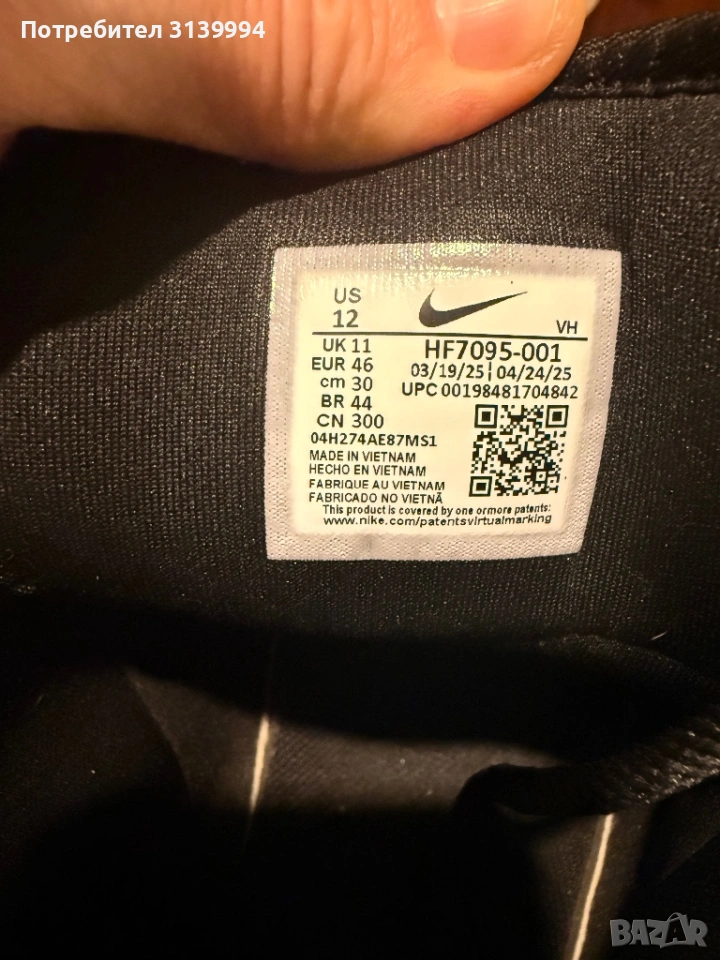 Потребител 3139994
US
12
VH
UK 11
EUR 46
cm 30
BR 44
CN 300
HF7095-001
03/19/25 | 04/24/25
UPC 00198481704842
04H274AE87MS1
MADE IN VIETNAM
HECHO EN VIETNAM
FABRIQUE AU VIETNAM
FABRICADO NO VIETNÃ
This product is covered by one ormore patents:
www.nike.com/patentsvirtualmarking
BAZAR